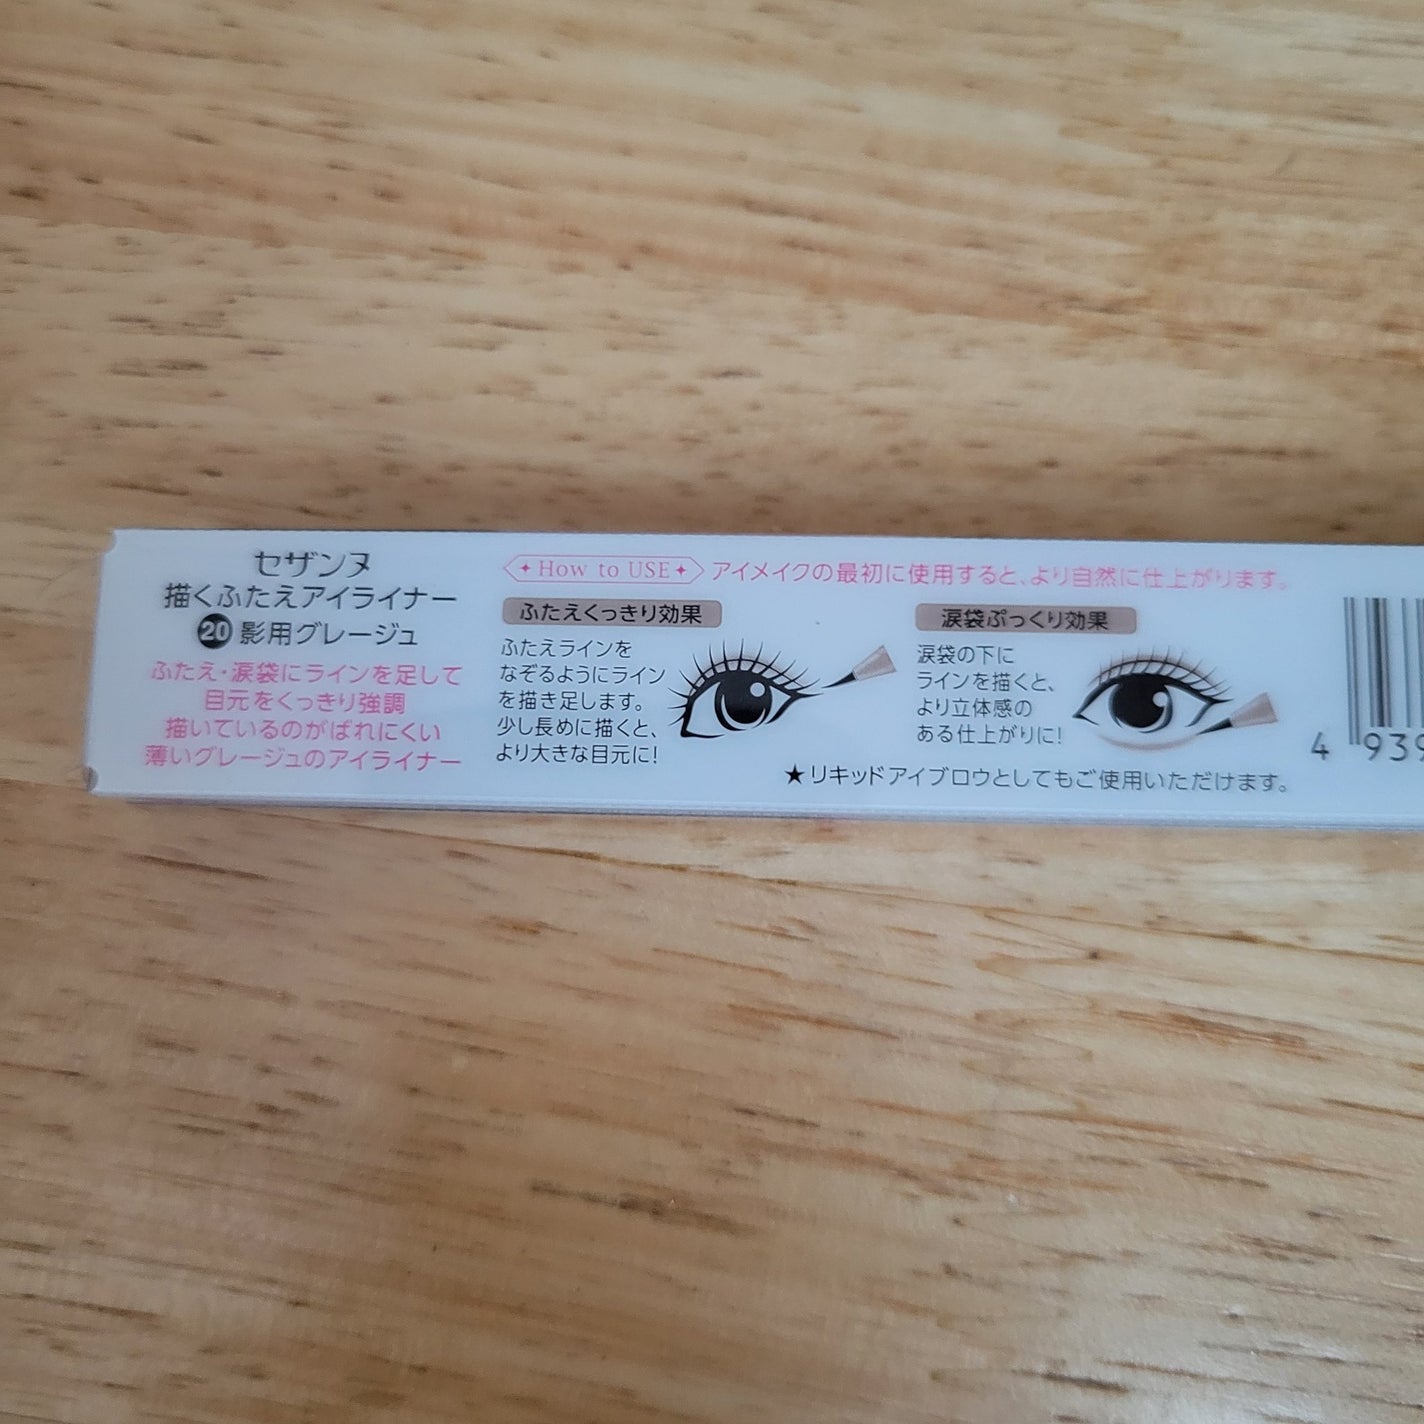 セザンヌ
描くふたえアイライナー
20 影用グレージュ
ふたえ・涙袋にラインを足して
目元をくっきり強調
描いているのがばれにくい
薄いグレージュのアイライナー
✦How to USE✦ アイメイクの最初に使用すると、より自然に仕上がります。
ふたえくっきり効果
ふたえラインを
なぞるようにライン
を描き足します。
少し長めに描くと、
より大きな目元に!
涙袋ぷっくり効果
涙袋の下に
ラインを描くと、
より立体感の
ある仕上がりに!
★リキッドアイブロウとしてもご使用いただけます。
4 939